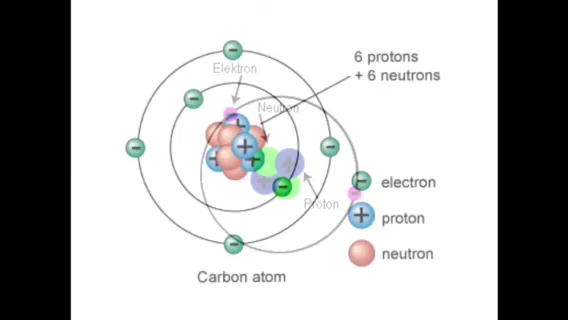 6 protons
+ 6 neutrons
Elektron
Neutron
Proton
electron
proton
neutron
Carbon atom